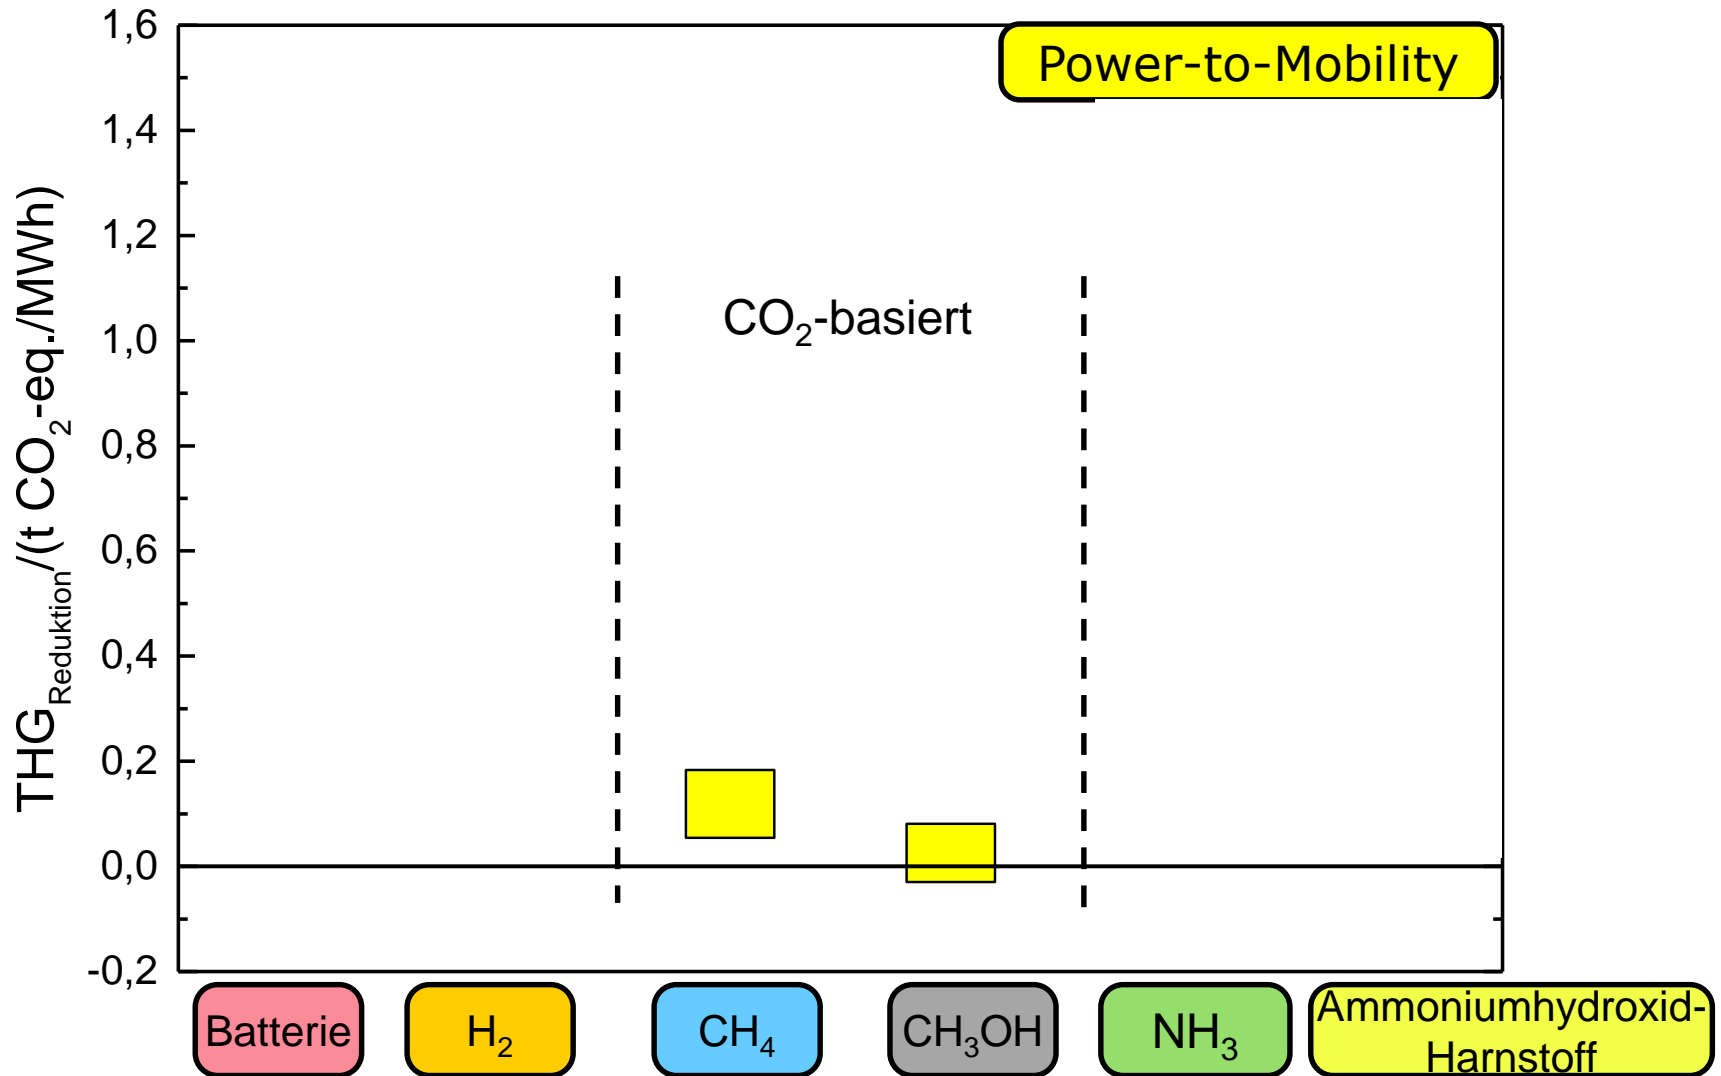 Power-to-Mobility
THG_Reduktion/(t CO₂-eq./MWh)
1,6
1,4
1,2
1,0
0,8
0,6
0,4
0,2
0,0
-0,2
CO₂-basiert
Batterie
H₂
CH₄
CH₃OH
NH₃
Ammoniumhydroxid-
Harnstoff